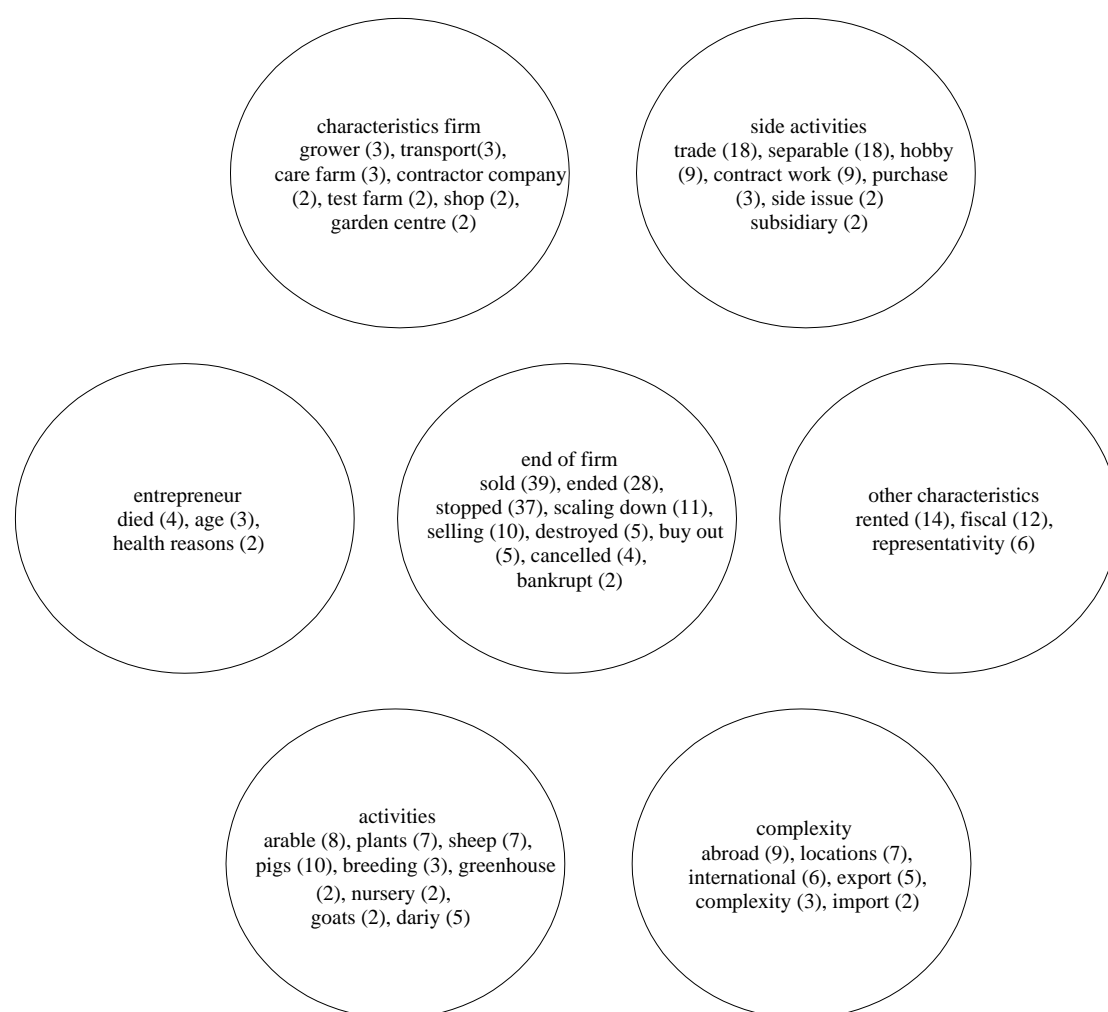 characteristics firm
grower (3), transport(3),
care farm (3), contractor company
(2), test farm (2), shop (2),
garden centre (2)
side activities
trade (18), separable (18), hobby
(9), contract work (9), purchase
(3), side issue (2)
subsidiary (2)
entrepreneur
died (4), age (3),
health reasons (2)
end of firm
sold (39), ended (28),
stopped (37), scaling down (11),
selling (10), destroyed (5), buy out
(5), cancelled (4),
bankrupt (2)
other characteristics
rented (14), fiscal (12),
representativity (6)
activities
arable (8), plants (7), sheep (7),
pigs (10), breeding (3), greenhouse
(2), nursery (2),
goats (2), dariy (5)
complexity
abroad (9), locations (7),
international (6), export (5),
complexity (3), import (2)